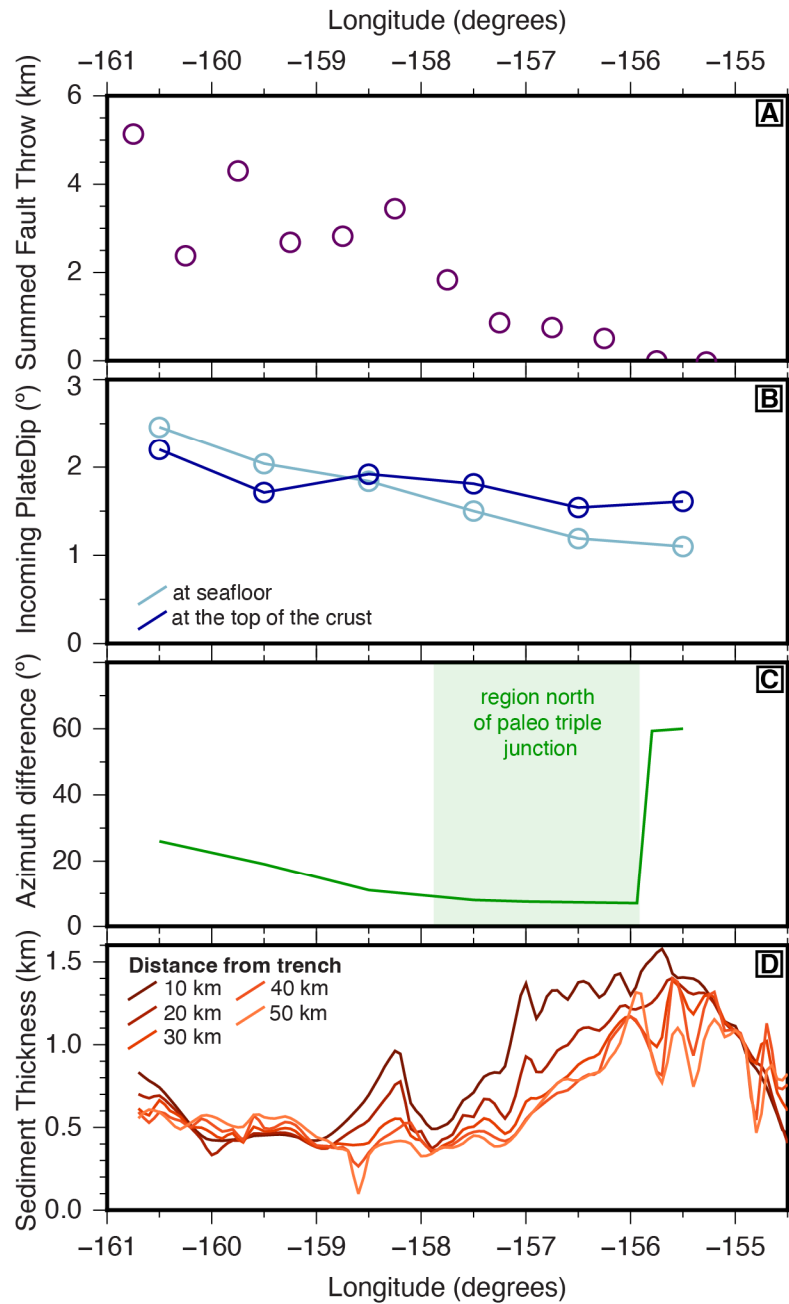 Longitude (degrees)
−161 −160 −159 −158 −157 −156 −155
A
Summed Fault Throw (km)
6
4
2
0
B
Incoming PlateDip (°)
3
2
1
0
at seafloor
at the top of the crust
C
Azimuth difference (°)
60
40
20
0
region north
of paleo triple
junction
D
Sediment Thickness (km)
1.5
1.0
0.5
0.0
Distance from trench
10 km 40 km
20 km 50 km
30 km
−161 −160 −159 −158 −157 −156 −155
Longitude (degrees)